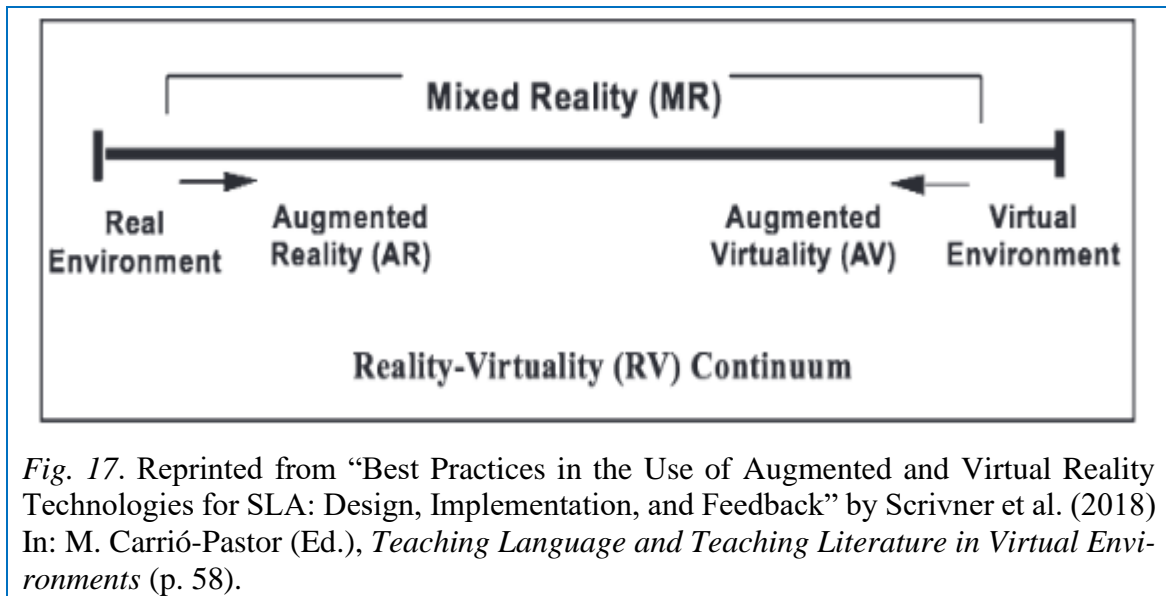 Mixed Reality (MR)
Real
Environment
Augmented
Reality (AR)
Augmented
Virtuality (AV)
Virtual
Environment
Reality-Virtuality (RV) Continuum
Fig. 17. Reprinted from “Best Practices in the Use of Augmented and Virtual Reality
Technologies for SLA: Design, Implementation, and Feedback” by Scrivner et al. (2018)
In: M. Carrió-Pastor (Ed.), Teaching Language and Teaching Literature in Virtual Envi-
ronments (p. 58).